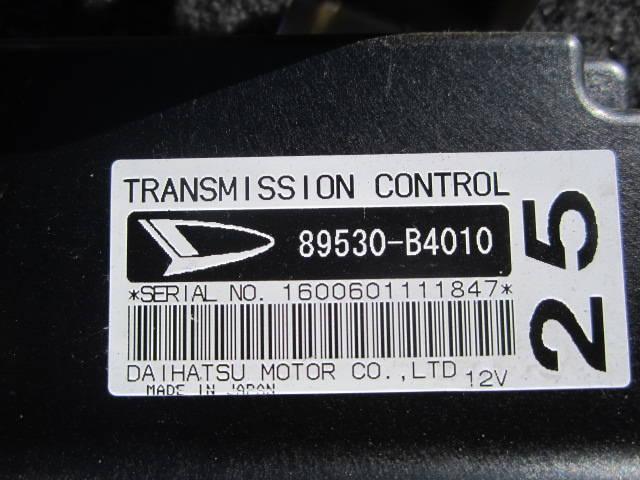 TRANSMISSION CONTROL
89530-B4010
*SERIAL NO. 1600601111847*
DAIHATSU MOTOR CO.,LTD 12V
MADE IN JAPAN
25